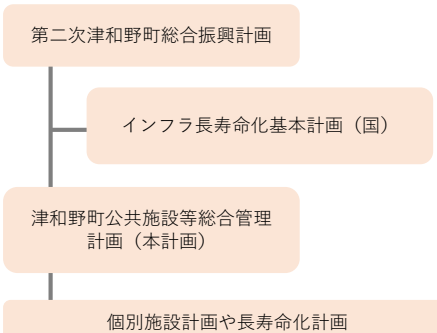 第二次津和野町総合振興計画
インフラ長寿命化基本計画（国）
津和野町公共施設等総合管理
計画（本計画）
個別施設計画や長寿命化計画